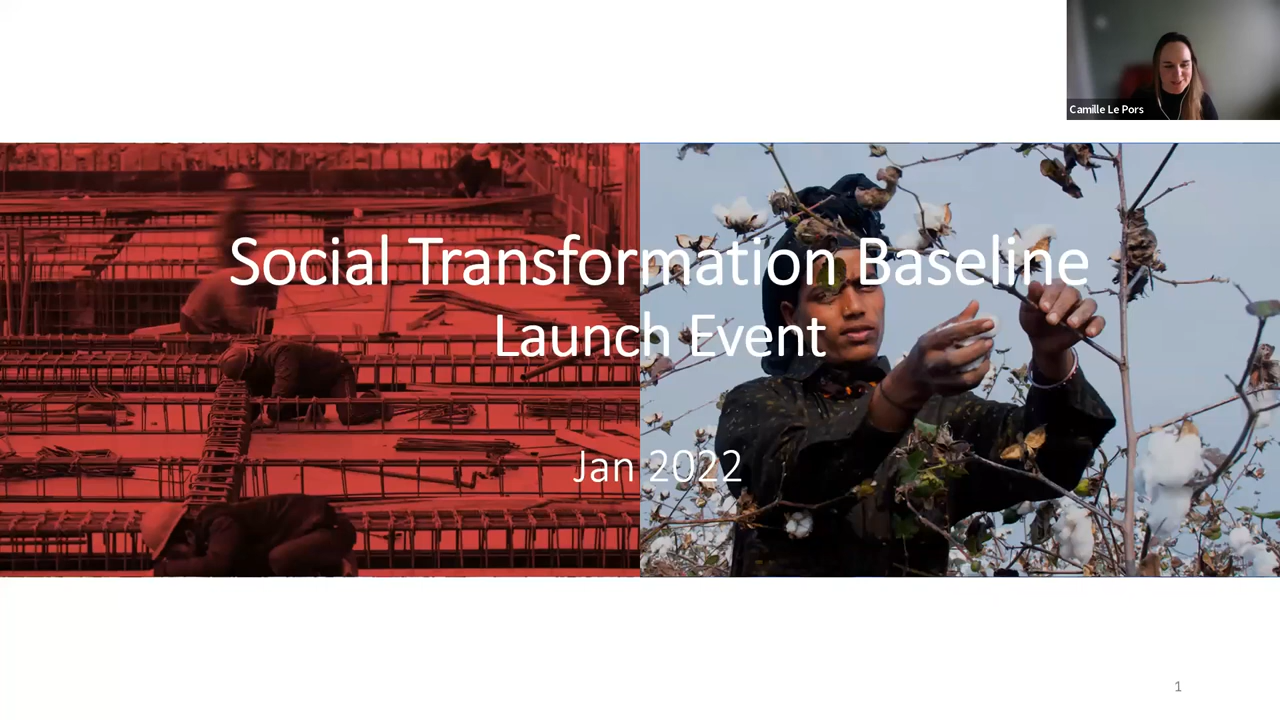 Camille Le Pors
Social Transformation Baseline
Launch Event
Jan 2022
1